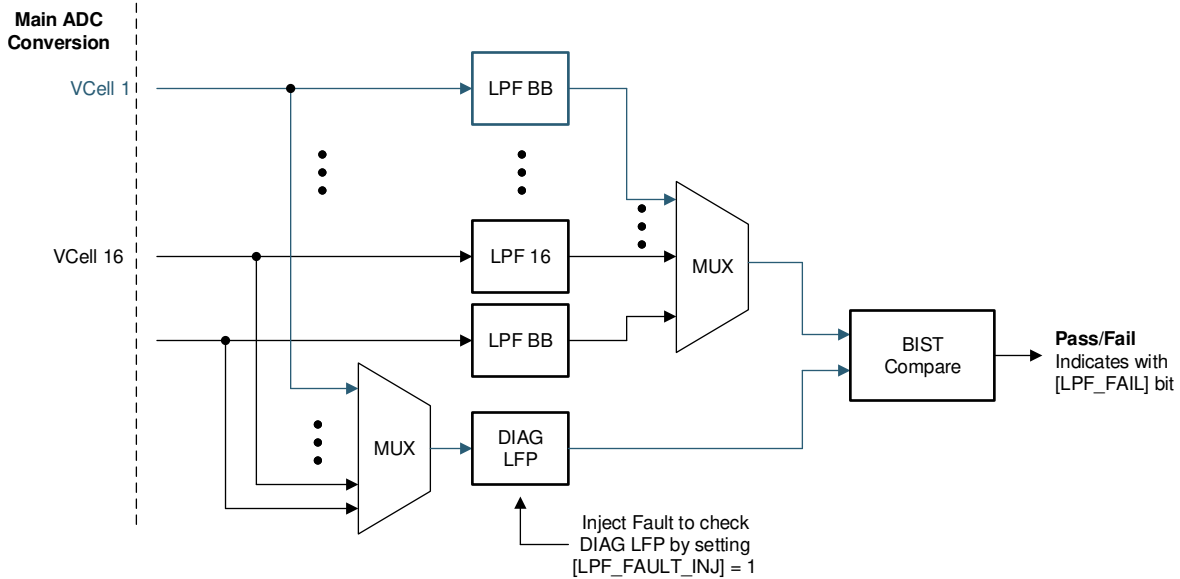 Main ADC
Conversion
VCell 1
LPF BB
VCell 16
LPF 16
MUX
LPF BB
BIST
Compare
Pass/Fail
Indicates with
[LPF_FAIL] bit
MUX
DIAG
LFP
Inject Fault to check
DIAG LFP by setting
[LPF_FAULT_INJ] = 1